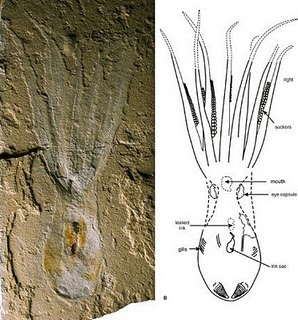 right
suckers
mouth
eye capsule
leaked
ink
gills
ink sac
B